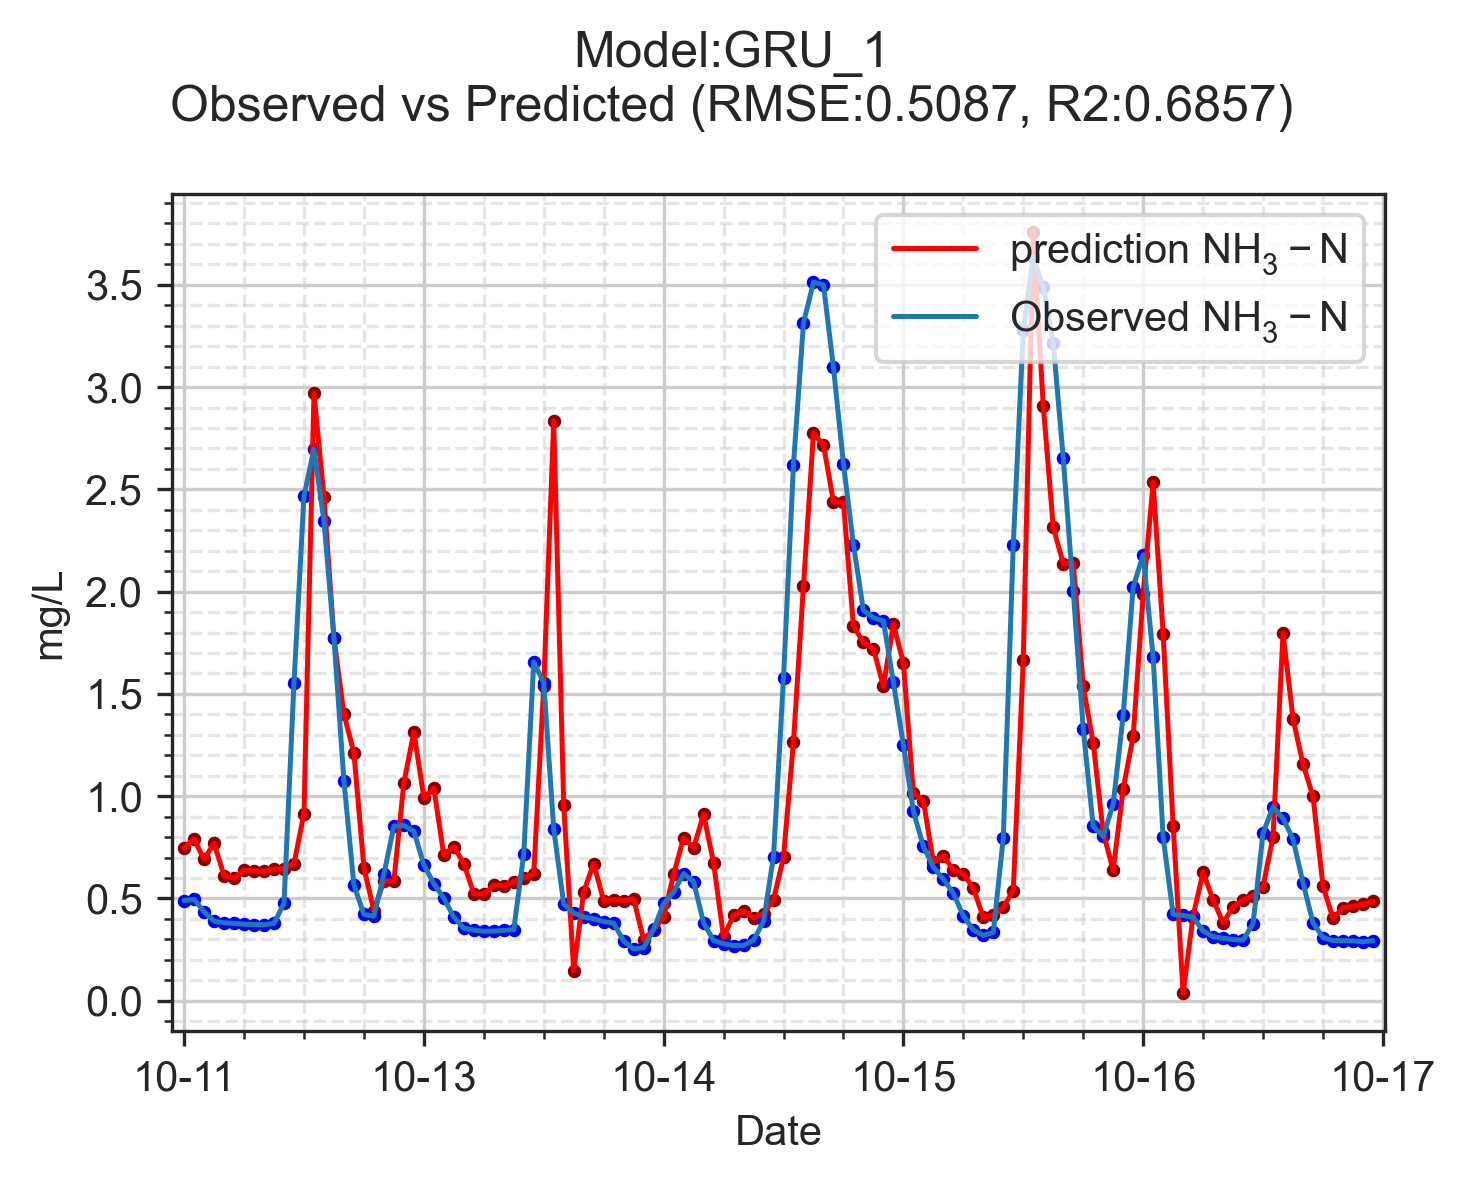 Model:GRU_1
Observed vs Predicted (RMSE:0.5087, R2:0.6857)
prediction NH₃ − N
Observed NH₃ − N
3.5
3.0
2.5
2.0
1.5
1.0
0.5
0.0
mg/L
10-11 10-13 10-14 10-15 10-16 10-17
Date